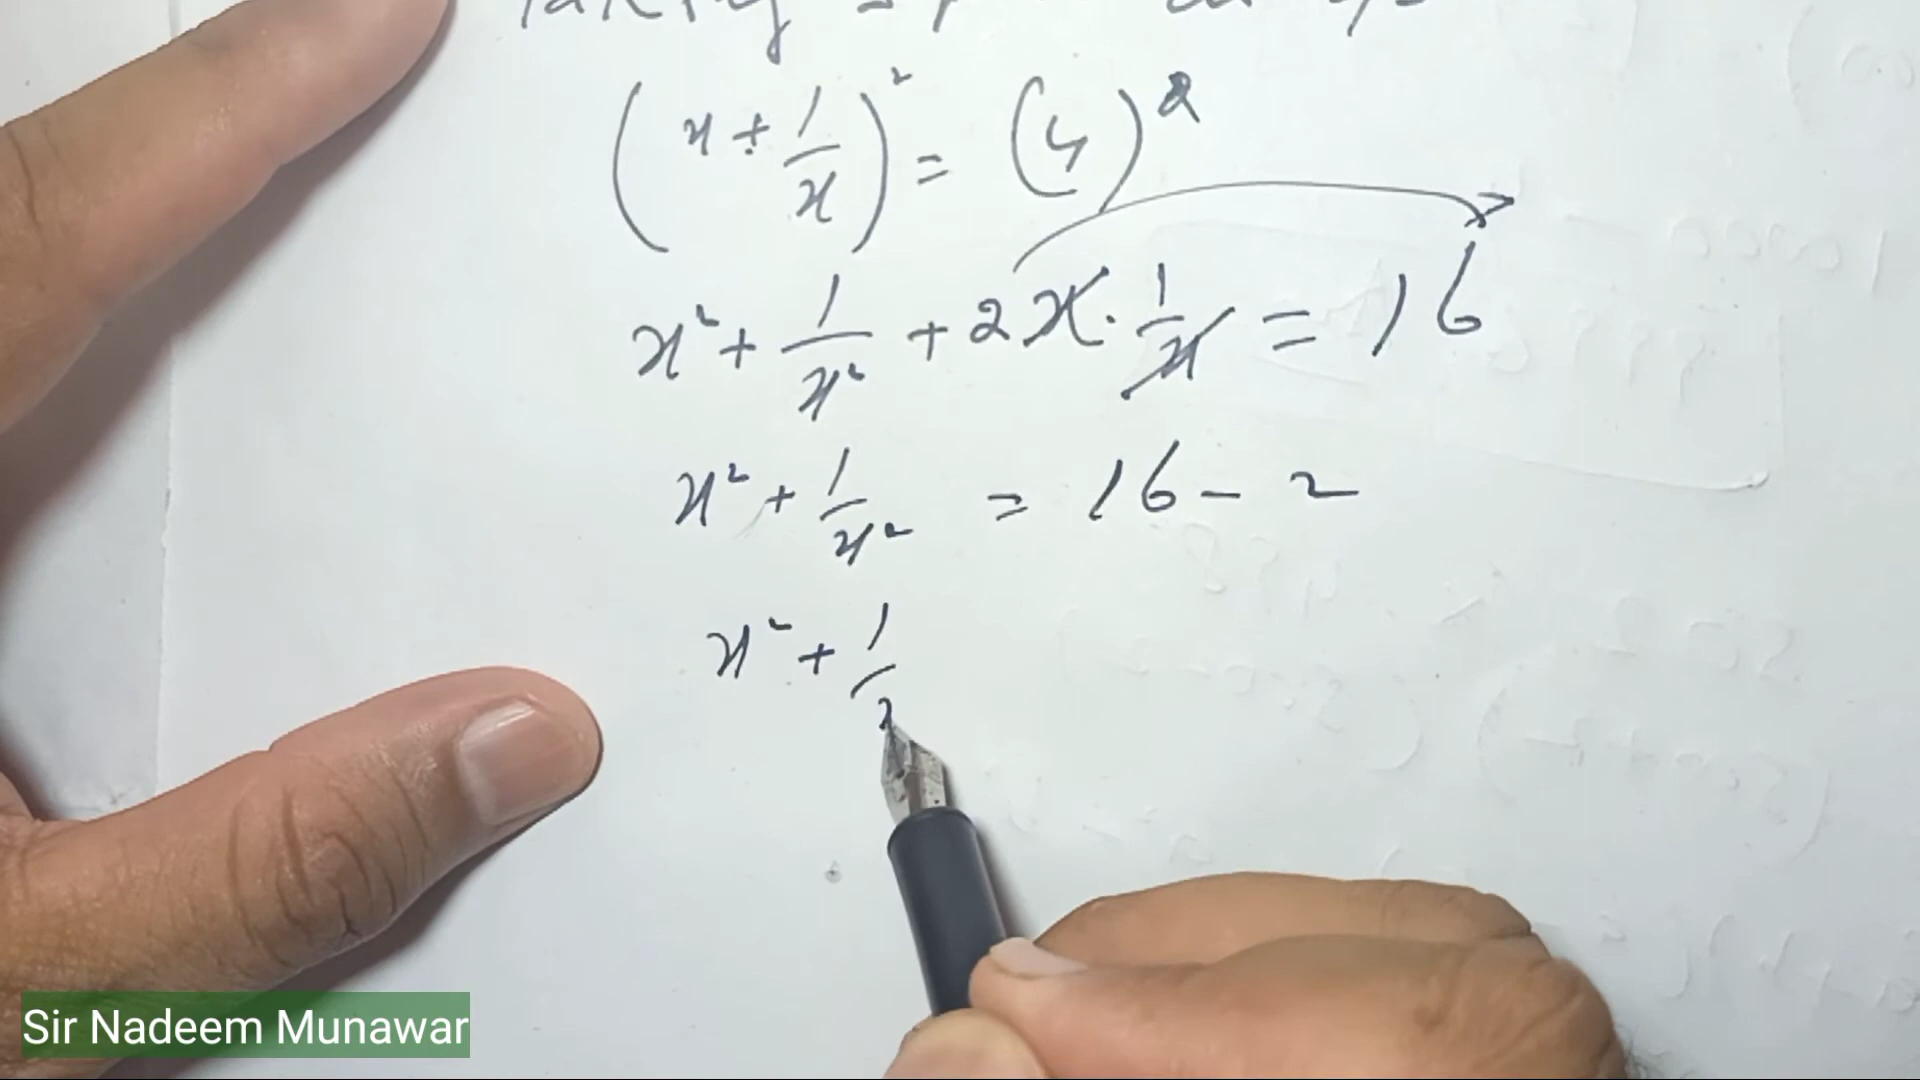 (x + 1/x)² = (4)²
x² + 1/x² + 2x · 1/x = 16
x² + 1/x² = 16 - 2
x² + 1/x
Sir Nadeem Munawar